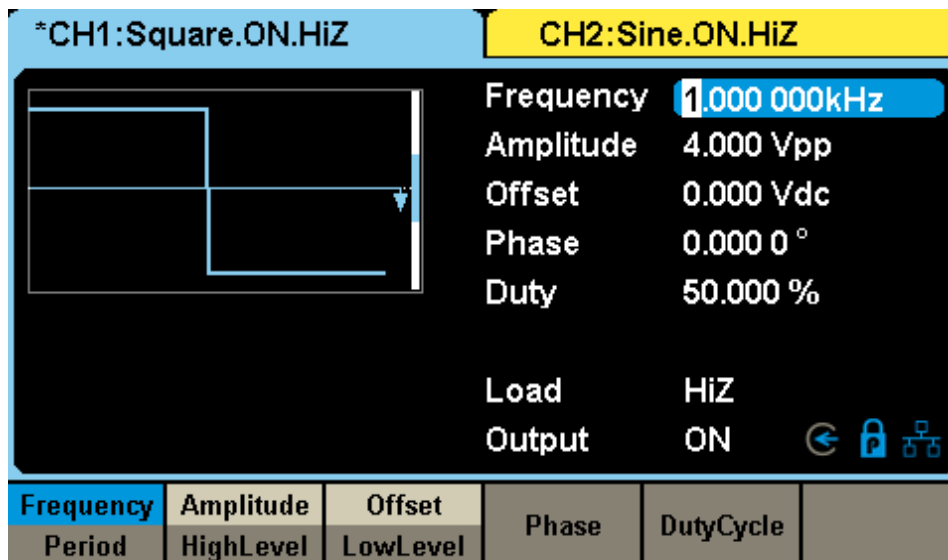 *CH1:Square.ON.HiZ
CH2:Sine.ON.HiZ
Frequency 1.000 000kHz
Amplitude 4.000 Vpp
Offset 0.000 Vdc
Phase 0.000 0 °
Duty 50.000 %
Load HiZ
Output ON
P
Frequency Amplitude Offset Phase DutyCycle
Period HighLevel LowLevel